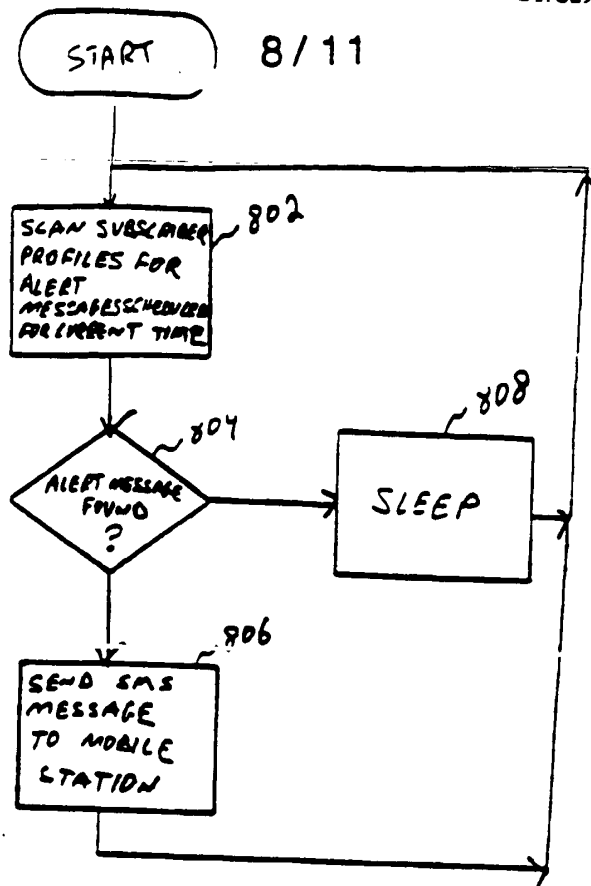 START
8/11
SCAN SUBSCRIBER
PROFILES FOR
ALERT
MESSAGES SCHEDULED
FOR CURRENT TIME
802
804
ALERT MESSAGE
FOUND
?
808
SLEEP
806
SEND SMS
MESSAGE
TO MOBILE
STATION